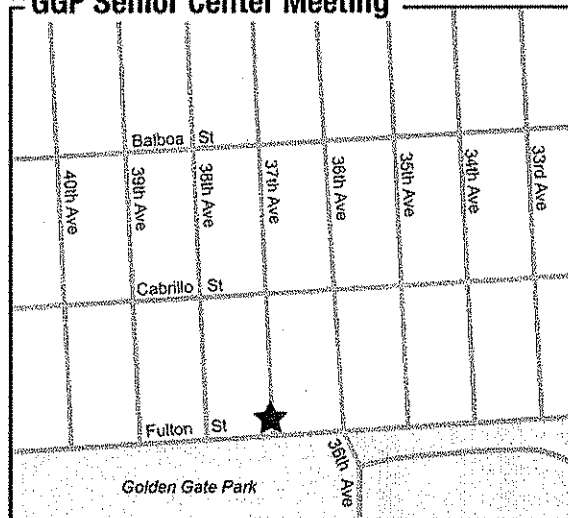 GGP Senior Center Meeting
Balboa St
40th Ave
39th Ave
38th Ave
37th Ave
36th Ave
35th Ave
34th Ave
33rd Ave
Cabrillo St
Fulton St
36th Ave
Golden Gate Park